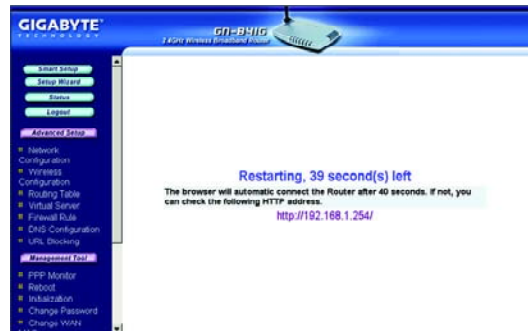 GIGABYTE
TECHNOLOGY
GN-B41G
2.4GHz Wireless Broadband Router
Smart Setup
Setup Wizard
Status
Logout
Advanced Setup
Network
Configuration
Wireless
Configuration
Routing Table
Virtual Server
Firewall Rule
DNS Configuration
URL Blocking
Management Tool
PPP Monitor
Reboot
Initialization
Change Password
Change WAN
Restarting, 39 second(s) left
The browser will automatic connect the Router after 40 seconds. If not, you
can check the following HTTP address.
http://192.168.1.254/